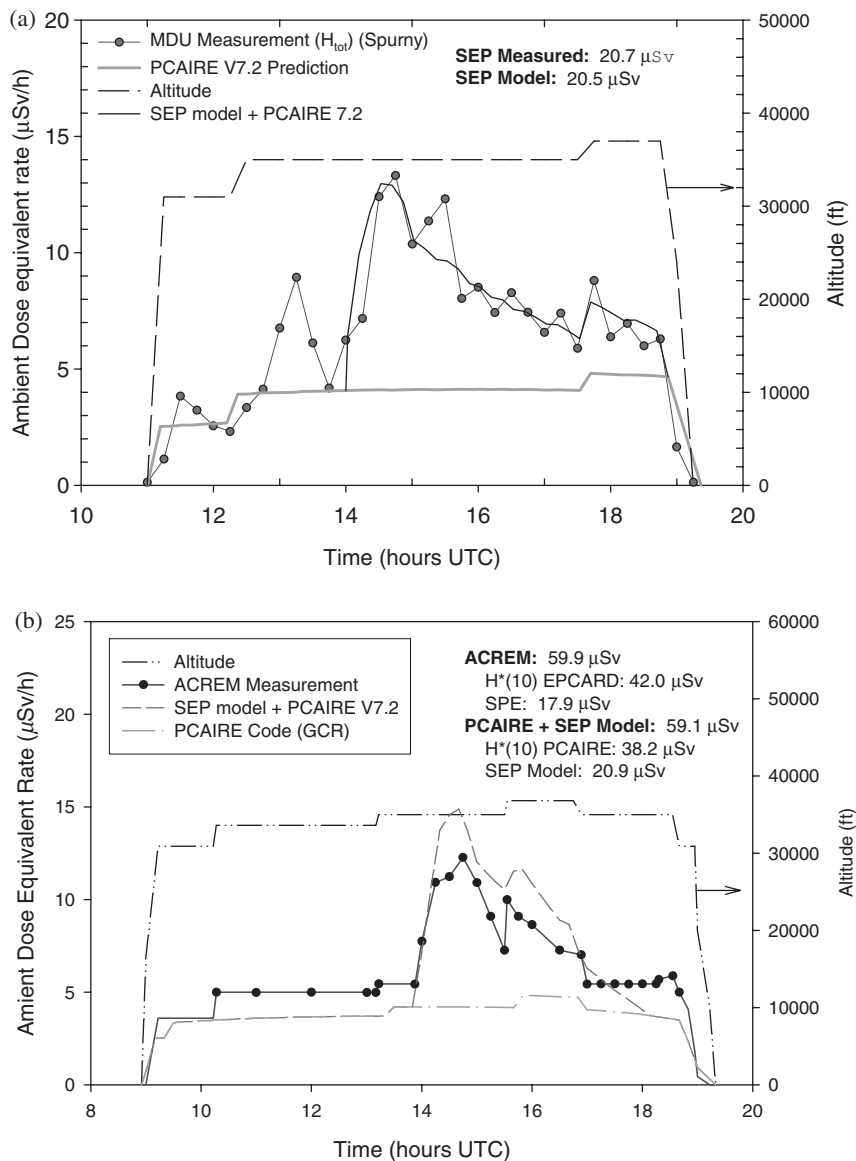 (a)
20
15
10
5
0
Ambient Dose equivalent rate (μSv/h)
MDU Measurement (Htot) (Spurny)
PCAIRE V7.2 Prediction
Altitude
SEP model + PCAIRE 7.2
SEP Measured: 20.7 μSv
SEP Model: 20.5 μSv
50000
40000
30000
20000
10000
0
Altitude (ft)
10 12 14 16 18 20
Time (hours UTC)
(b)
25
20
15
10
5
0
Amient Dose Equivalent Rate (μSv/h)
Altitude
ACREM Measurement
SEP model + PCAIRE V7.2
PCAIRE Code (GCR)
ACREM: 59.9 μSv
H*(10) EPCARD: 42.0 μSv
SPE: 17.9 μSv
PCAIRE + SEP Model: 59.1 μSv
H*(10) PCAIRE: 38.2 μSv
SEP Model: 20.9 μSv
60000
50000
40000
30000
20000
10000
0
Altitude (ft)
8 10 12 14 16 18 20
Time (hours UTC)